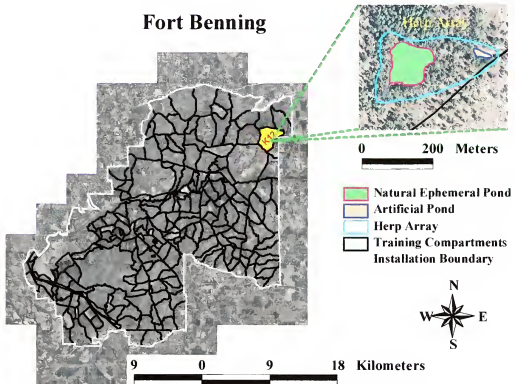 Fort Benning
Herp Array
K12
0 200 Meters
Natural Ephemeral Pond
Artificial Pond
Herp Array
Training Compartments
Installation Boundary
N
W E
S
9 0 9 18 Kilometers